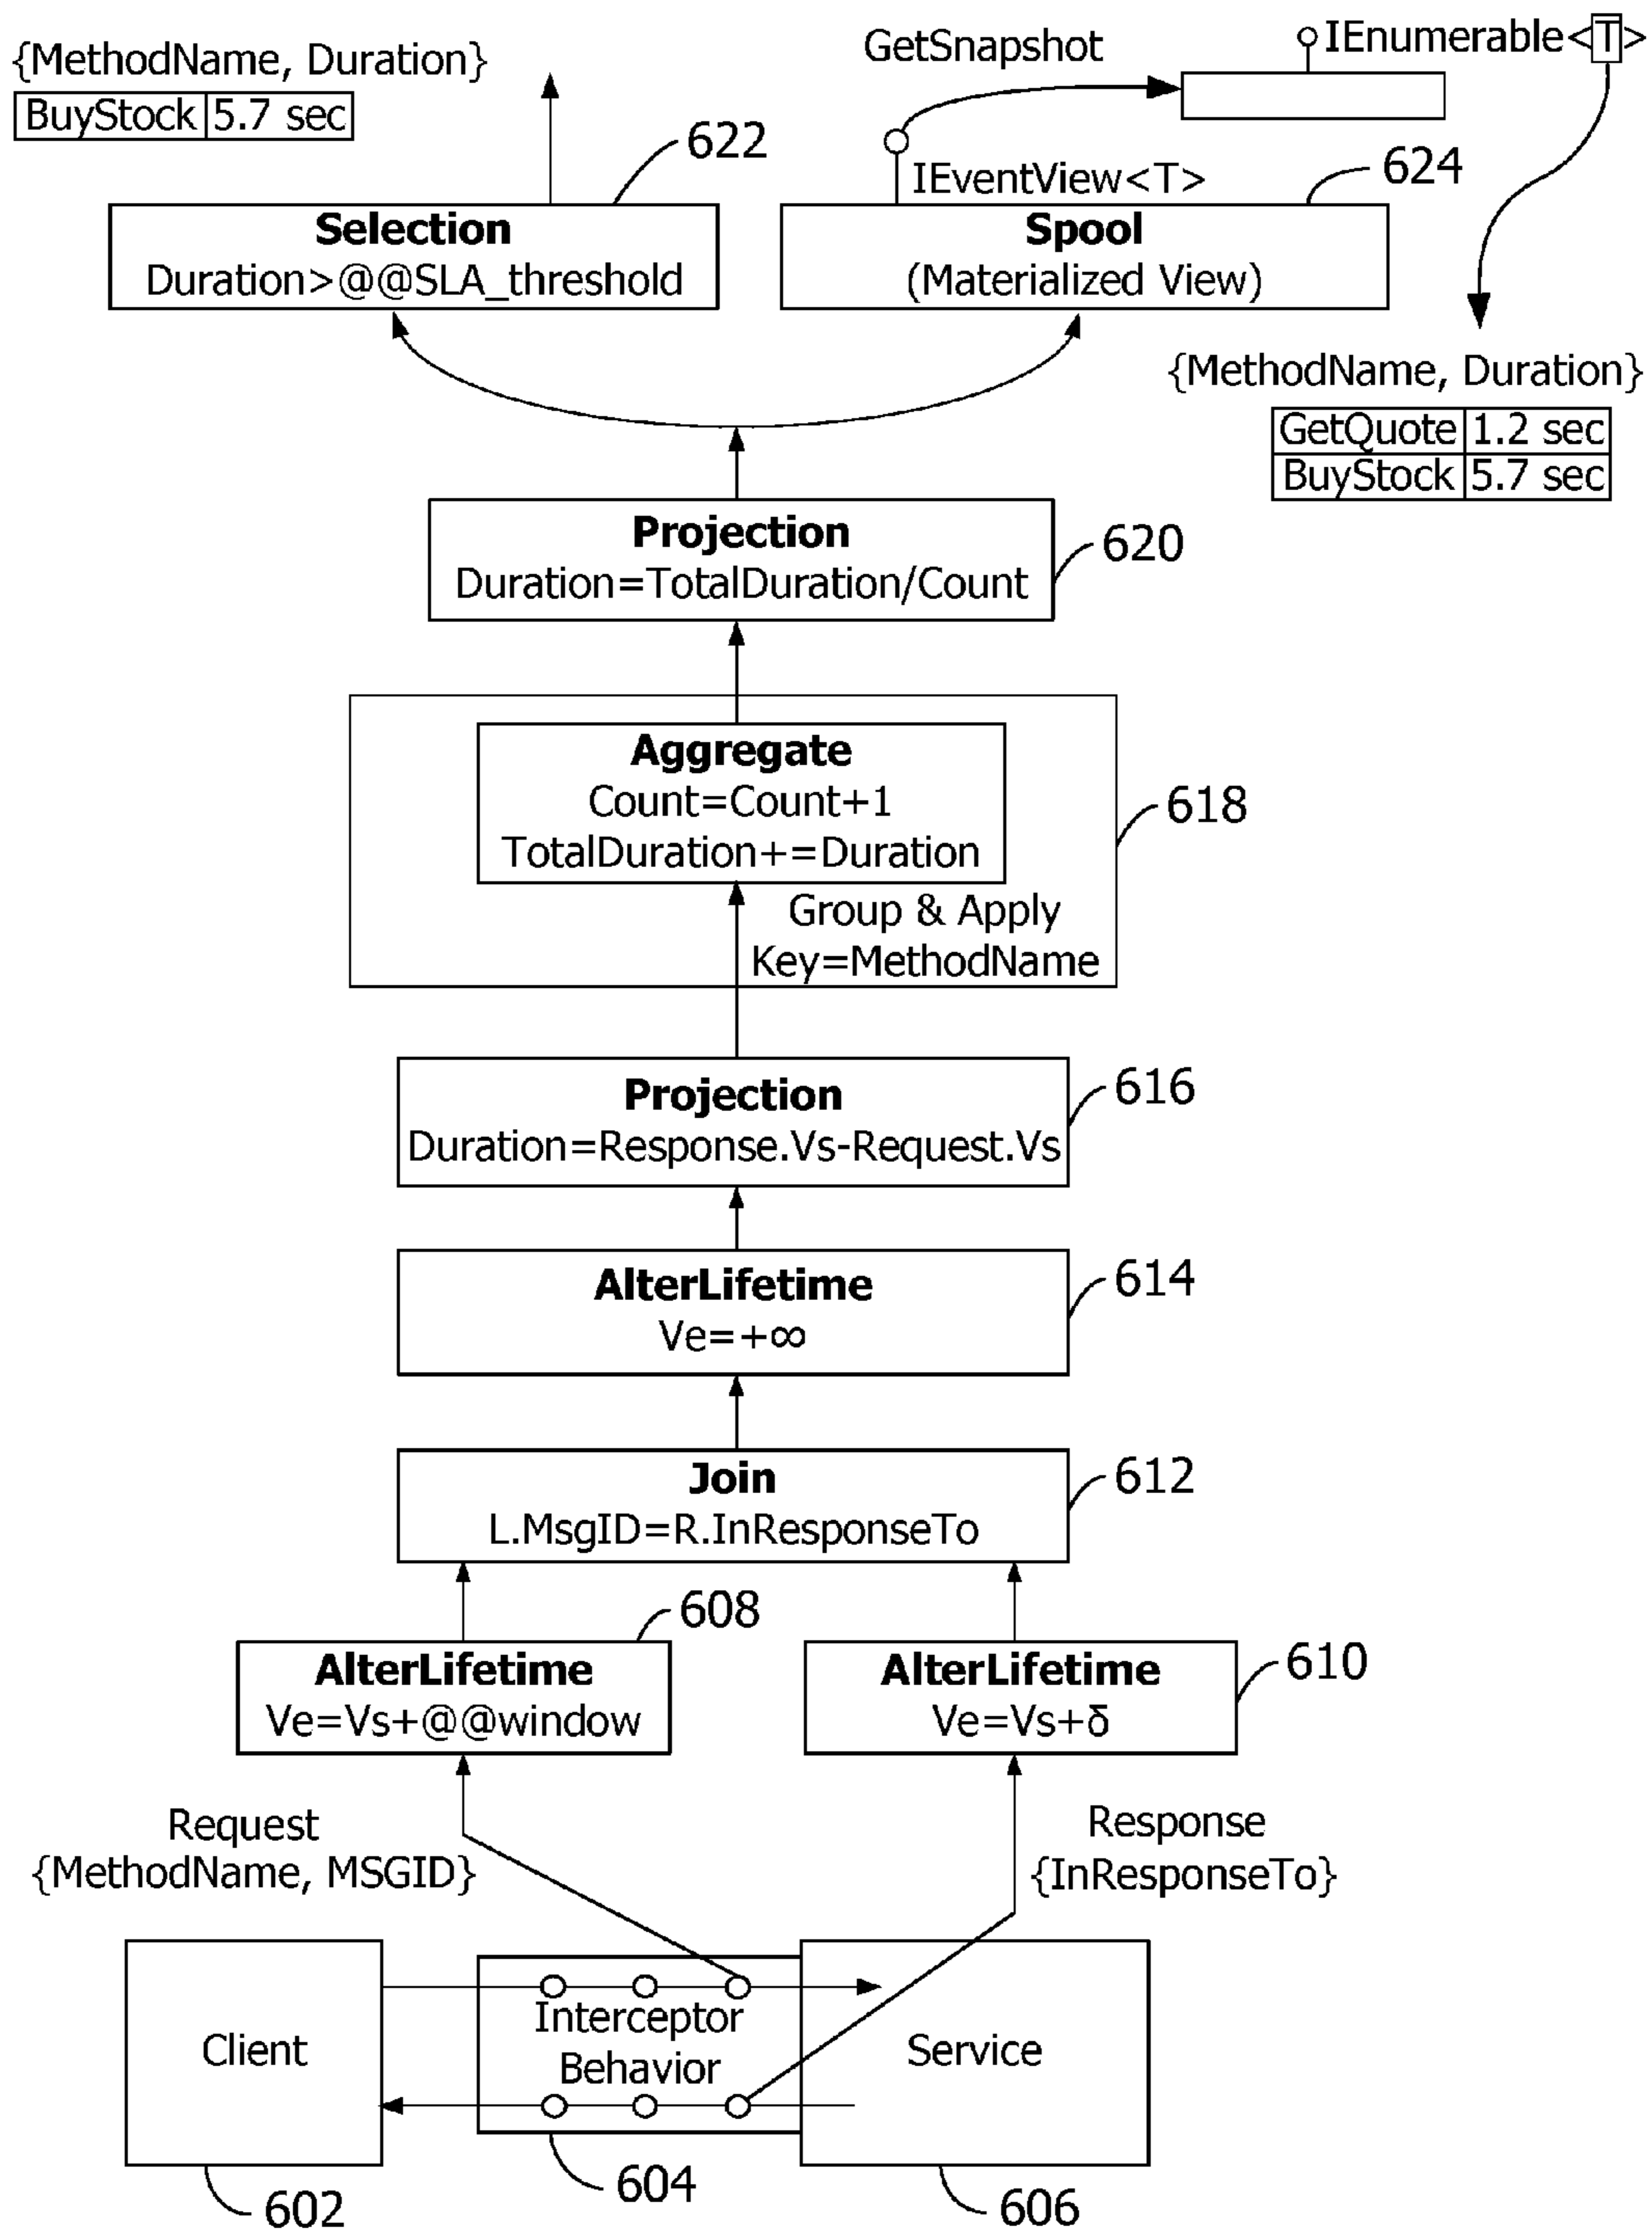 {MethodName, Duration}
BuyStock 5.7 sec
622
GetSnapshot
IEnumerable<T>
IEventView<T>
624
Selection
Duration>@@SLA_threshold
Spool
(Materialized View)
{MethodName, Duration}
GetQuote 1.2 sec
BuyStock 5.7 sec
Projection
Duration=TotalDuration/Count
620
Aggregate
Count=Count+1
TotalDuration+=Duration
618
Group & Apply
Key=MethodName
Projection
Duration=Response.Vs-Request.Vs
616
AlterLifetime
Ve=+∞
614
Join
L.MsgID=R.InResponseTo
612
608
AlterLifetime
Ve=Vs+@@window
AlterLifetime
Ve=Vs+δ
610
Request
{MethodName, MSGID}
Response
{InResponseTo}
Client
Interceptor
Behavior
Service
602
604
606